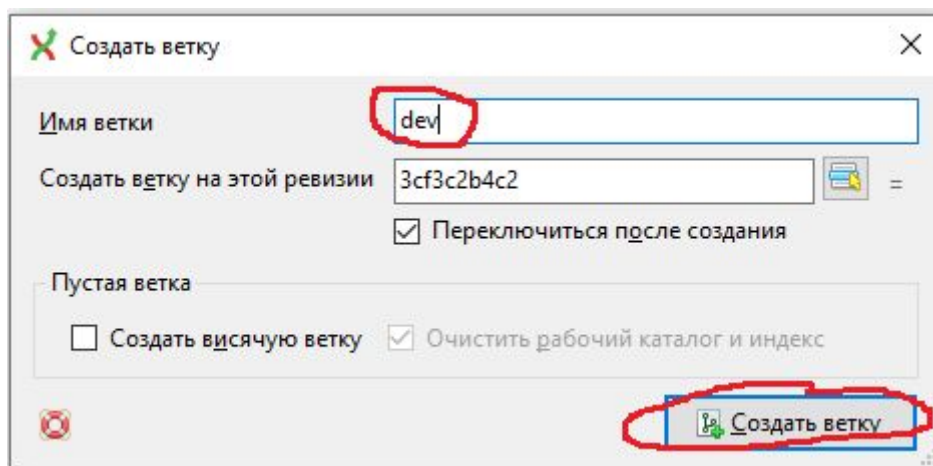 Создать ветку
Имя ветки dev
Создать ветку на этой ревизии 3cf3c2b4c2 =
Переключиться после создания
Пустая ветка
Создать висячую ветку Очистить рабочий каталог и индекс
Создать ветку